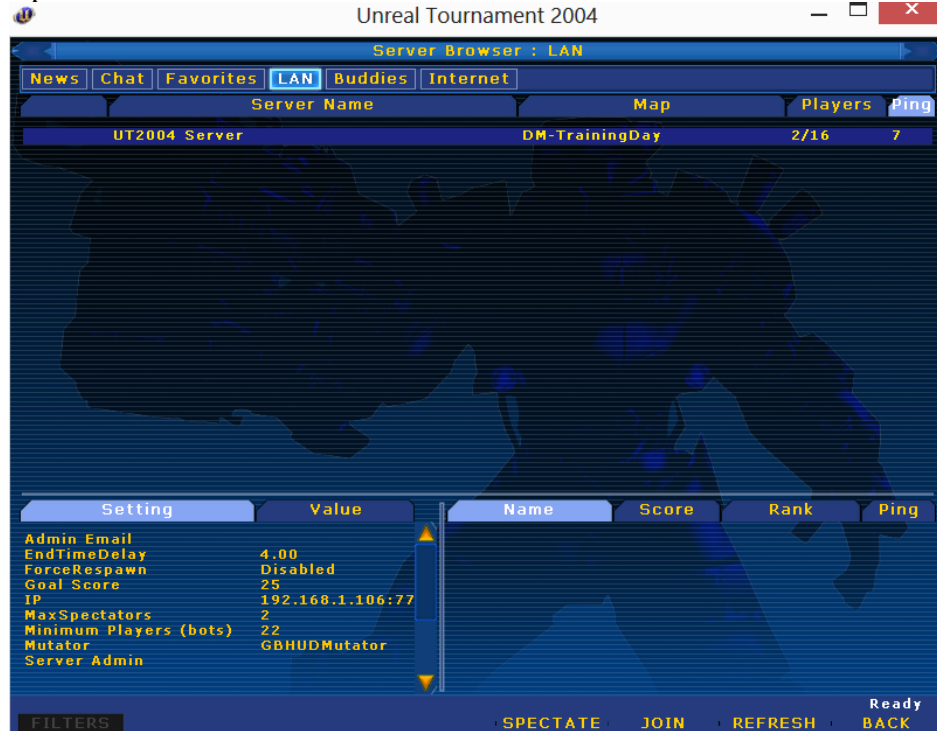 Unreal Tournament 2004
Server Browser : LAN
News Chat Favorites LAN Buddies Internet
Server Name Map Players Ping
UT2004 Server DM-TrainingDay 2/16 7
Setting Value Name Score Rank Ping
Admin Email
EndTimeDelay 4.00
ForceRespawn Disabled
Goal Score 25
IP 192.168.1.106:77
MaxSpectators 2
Minimum Players (bots) 22
Mutator GBHUDMutator
Server Admin
Ready
FILTERS SPECTATE JOIN REFRESH BACK